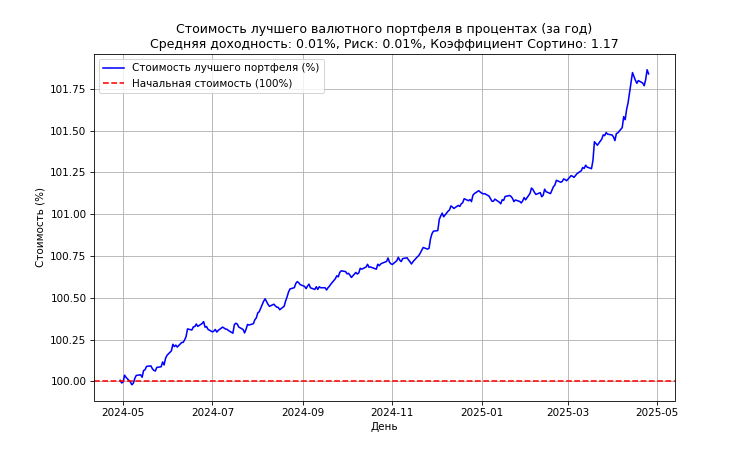 Стоимость лучшего валютного портфеля в процентах (за год)
Средняя доходность: 0.01%, Риск: 0.01%, Коэффициент Сортино: 1.17
Стоимость лучшего портфеля (%)
Начальная стоимость (100%)
Стоимость (%)
101.75
101.50
101.25
101.00
100.75
100.50
100.25
100.00
2024-05
2024-07
2024-09
2024-11
2025-01
2025-03
2025-05
День